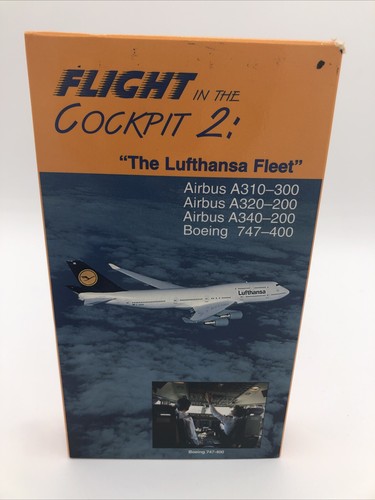 FLIGHT IN THE
COCKPIT 2:
"The Lufthansa Fleet"
Airbus A310–300
Airbus A320–200
Airbus A340–200
Boeing 747–400
Lufthansa
Boeing 747-400